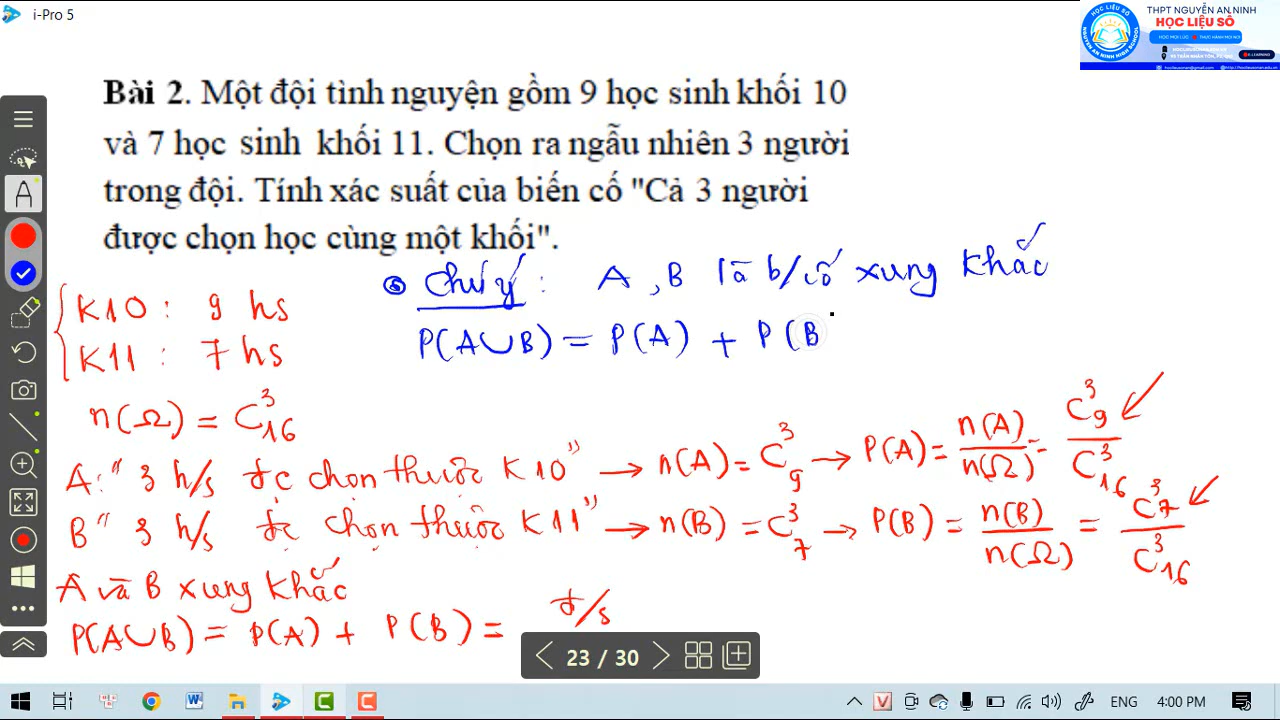 i-Pro 5
THPT NGUYỄN AN NINH
HỌC LIỆU SỐ
Bài 2. Một đội tình nguyện gồm 9 học sinh khối 10
và 7 học sinh khối 11. Chọn ra ngẫu nhiên 3 người
trong đội. Tính xác suất của biến cố "Cả 3 người
được chọn học cùng một khối".
Chú ý : A , B là b/cố xung khắc
P(A∪B) = P(A) + P(B
K10 : 9 hs
K11 : 7 hs
n(Ω) = C³₁₆
A: " 3 h/s đc chọn thuộc K10" → n(A) = C³₉ → P(A) = n(A)/n(Ω) = C³₉/C³₁₆
B " 3 h/s đc chọn thuộc K11" → n(B) = C³₇ → P(B) = n(B)/n(Ω) = C³₇/C³₁₆
A và B xung khắc
P(A∪B) = P(A) + P(B) = đ/s
23 / 30
ENG 4:00 PM